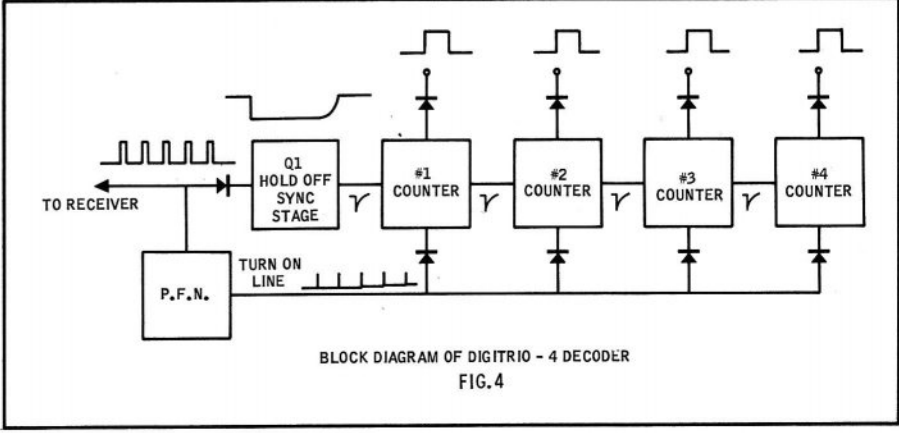 TO RECEIVER
Q1
HOLD OFF
SYNC
STAGE
#1
COUNTER
#2
COUNTER
#3
COUNTER
#4
COUNTER
P.F.N.
TURN ON
LINE
BLOCK DIAGRAM OF DIGITRIO - 4 DECODER
FIG.4